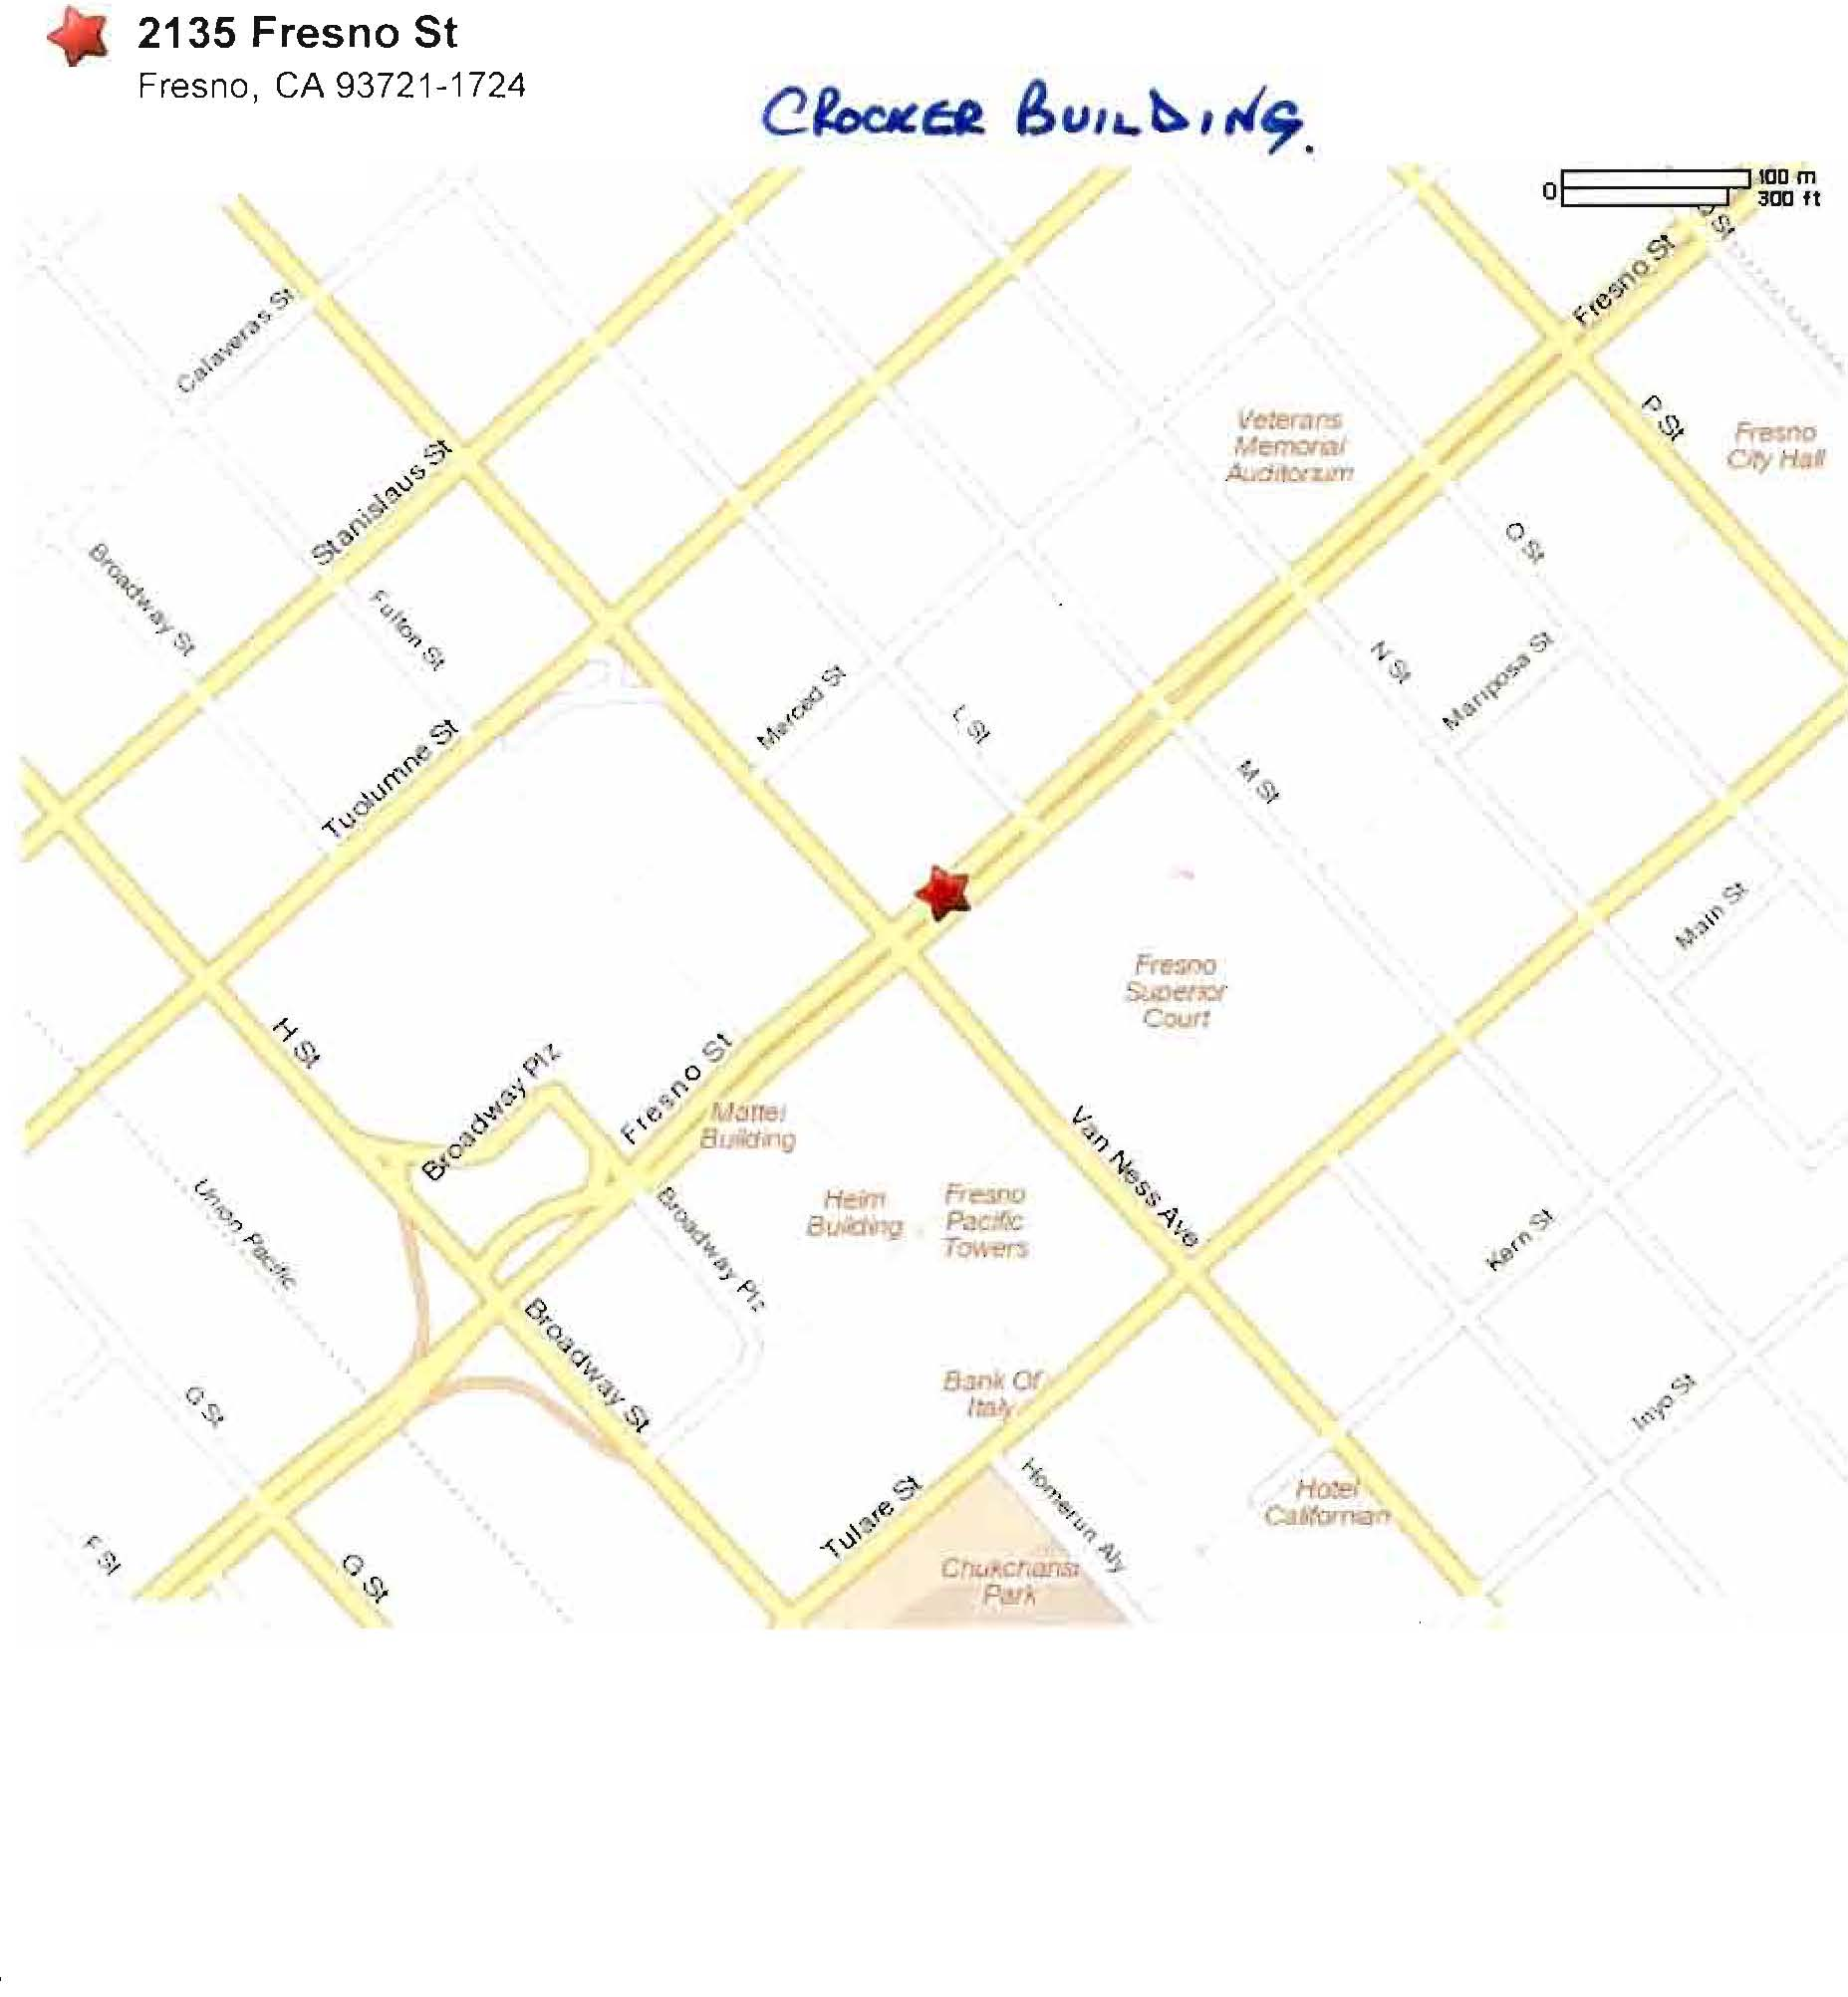 2135 Fresno St
Fresno, CA 93721-1724
CROCKER BUILDING.
0
100 m
300 ft
St
Fresno St
Calaveras St
P St
Fresno
City Hall
Veterans
Memorial
Auditorium
Stanislaus St
O St
Broadway St
Fulton St
N St
Mariposa St
Merced St
L St
Tuolumne St
M St
Main St
Fresno
Superior
Court
H St
Broadway Plz
Fresno St
Mattei
Building
Van Ness Ave
Union Pacific
Broadway Plz
Heim
Building
Fresno
Pacific
Towers
Kern St
Broadway St
G St
Bank Of
Italy
Inyo St
Tulare St
Homerun Aly
Hotel
Californian
F St
G St
Chukchansi
Park